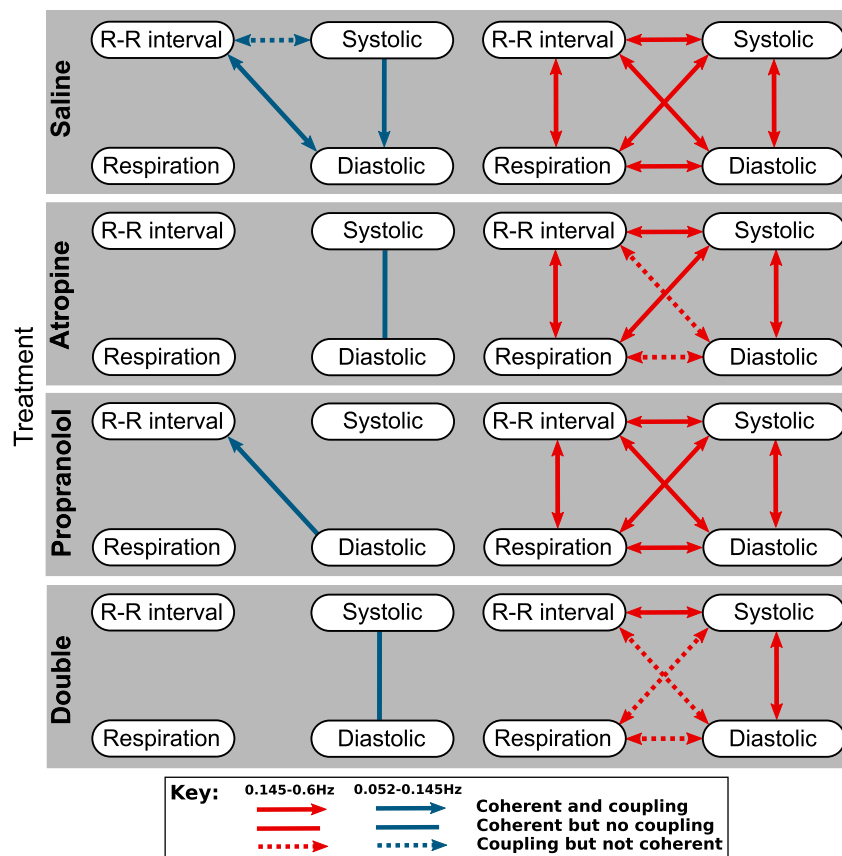 Treatment
Saline
R-R interval Systolic R-R interval Systolic
Respiration Diastolic Respiration Diastolic
Atropine
R-R interval Systolic R-R interval Systolic
Respiration Diastolic Respiration Diastolic
Propranolol
R-R interval Systolic R-R interval Systolic
Respiration Diastolic Respiration Diastolic
Double
R-R interval Systolic R-R interval Systolic
Respiration Diastolic Respiration Diastolic
Key: 0.145-0.6Hz 0.052-0.145Hz
Coherent and coupling
Coherent but no coupling
Coupling but not coherent